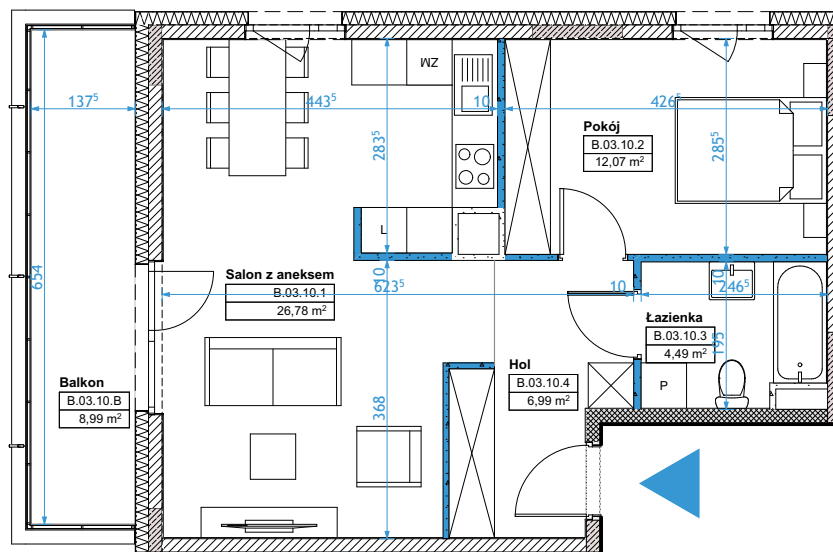 137⁵
443⁵
10
426⁵
ZM
283⁵
285⁵
Pokój
B.03.10.2
12,07 m²
L
654
10
623⁵
10
10
246⁵
Salon z aneksem
B.03.10.1
26,78 m²
Łazienka
B.03.10.3
4,49 m²
195
Hol
B.03.10.4
6,99 m²
P
Balkon
B.03.10.B
8,99 m²
368